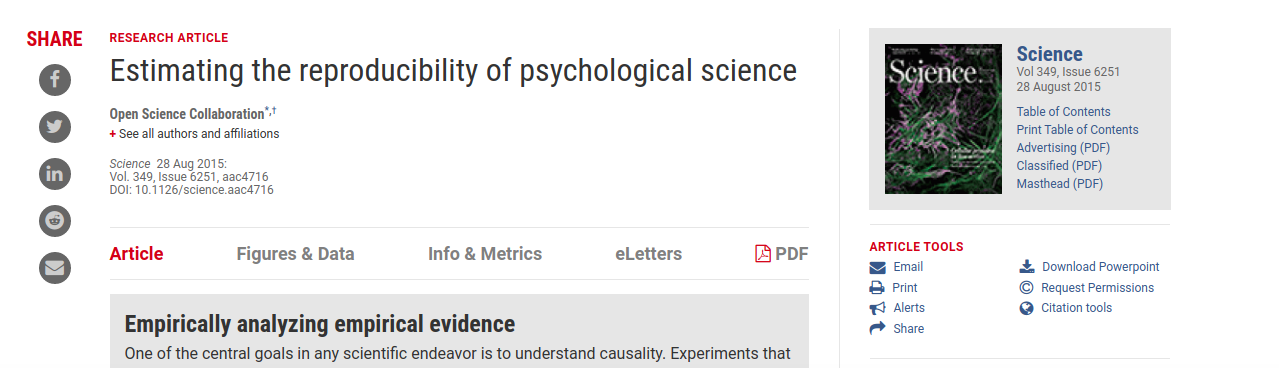 SHARE
RESEARCH ARTICLE
Estimating the reproducibility of psychological science
Open Science Collaboration*,†
+ See all authors and affiliations
Science 28 Aug 2015:
Vol. 349, Issue 6251, aac4716
DOI: 10.1126/science.aac4716
Article Figures & Data Info & Metrics eLetters PDF
Empirically analyzing empirical evidence
One of the central goals in any scientific endeavor is to understand causality. Experiments that
Science.
Science
Vol 349, Issue 6251
28 August 2015
Table of Contents
Print Table of Contents
Advertising (PDF)
Classified (PDF)
Masthead (PDF)
ARTICLE TOOLS
Email Download Powerpoint
Print Request Permissions
Alerts Citation tools
Share